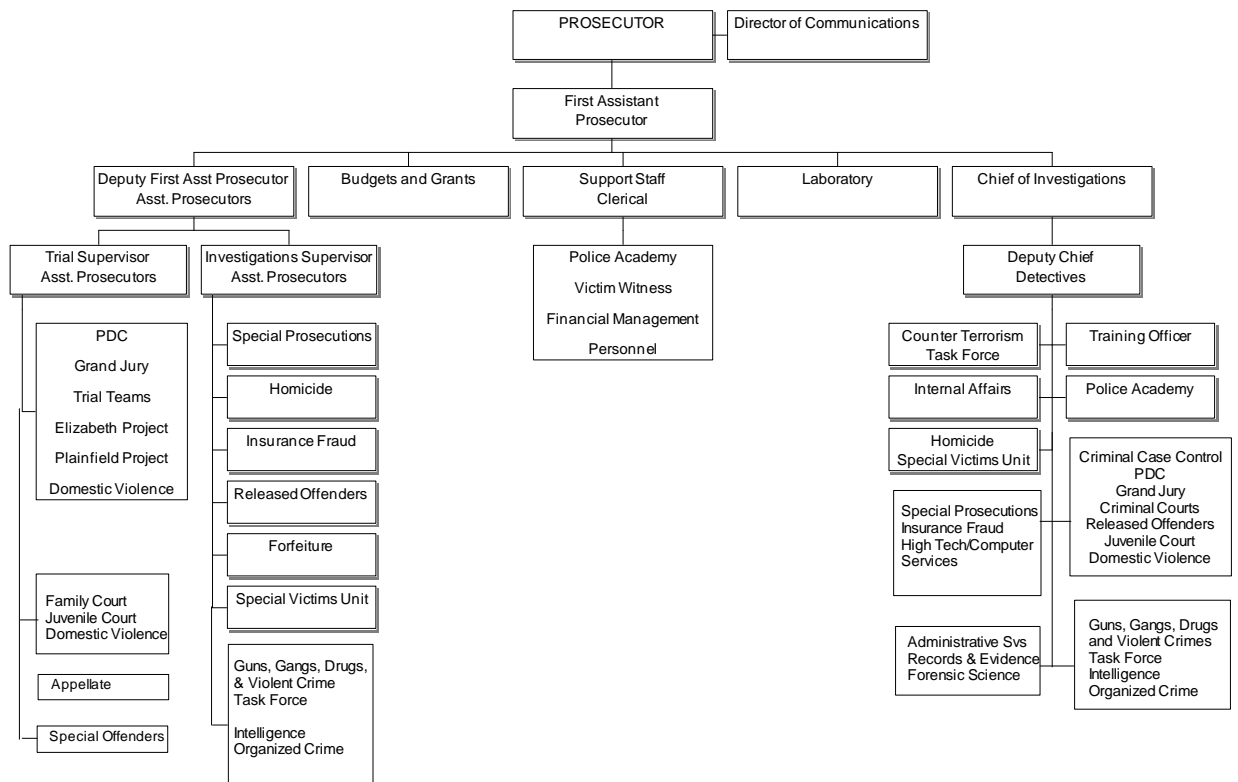 PROSECUTOR
Director of Communications
First Assistant
Prosecutor
Deputy First Asst Prosecutor
Asst. Prosecutors
Budgets and Grants
Support Staff
Clerical
Laboratory
Chief of Investigations
Trial Supervisor
Asst. Prosecutors
Investigations Supervisor
Asst. Prosecutors
Police Academy
Victim Witness
Financial Management
Personnel
Deputy Chief
Detectives
PDC
Grand Jury
Trial Teams
Elizabeth Project
Plainfield Project
Domestic Violence
Family Court
Juvenile Court
Domestic Violence
Appellate
Special Offenders
Special Prosecutions
Homicide
Insurance Fraud
Released Offenders
Forfeiture
Special Victims Unit
Guns, Gangs, Drugs,
& Violent Crime
Task Force
Intelligence
Organized Crime
Counter Terrorism
Task Force
Training Officer
Internal Affairs
Police Academy
Homicide
Special Victims Unit
Criminal Case Control
PDC
Grand Jury
Criminal Courts
Released Offenders
Juvenile Court
Domestic Violence
Special Prosecutions
Insurance Fraud
High Tech/Computer
Services
Administrative Svs
Records & Evidence
Forensic Science
Guns, Gangs, Drugs
and Violent Crimes
Task Force
Intelligence
Organized Crime